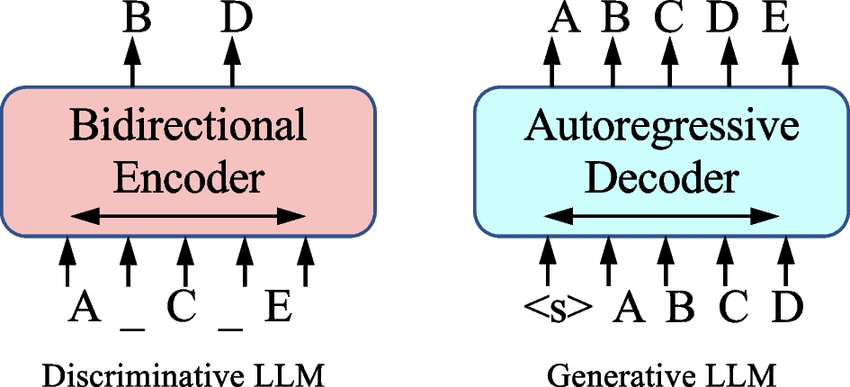 B D
Bidirectional
Encoder
A _ C _ E
Discriminative LLM
A B C D E
Autoregressive
Decoder
<s> A B C D
Generative LLM